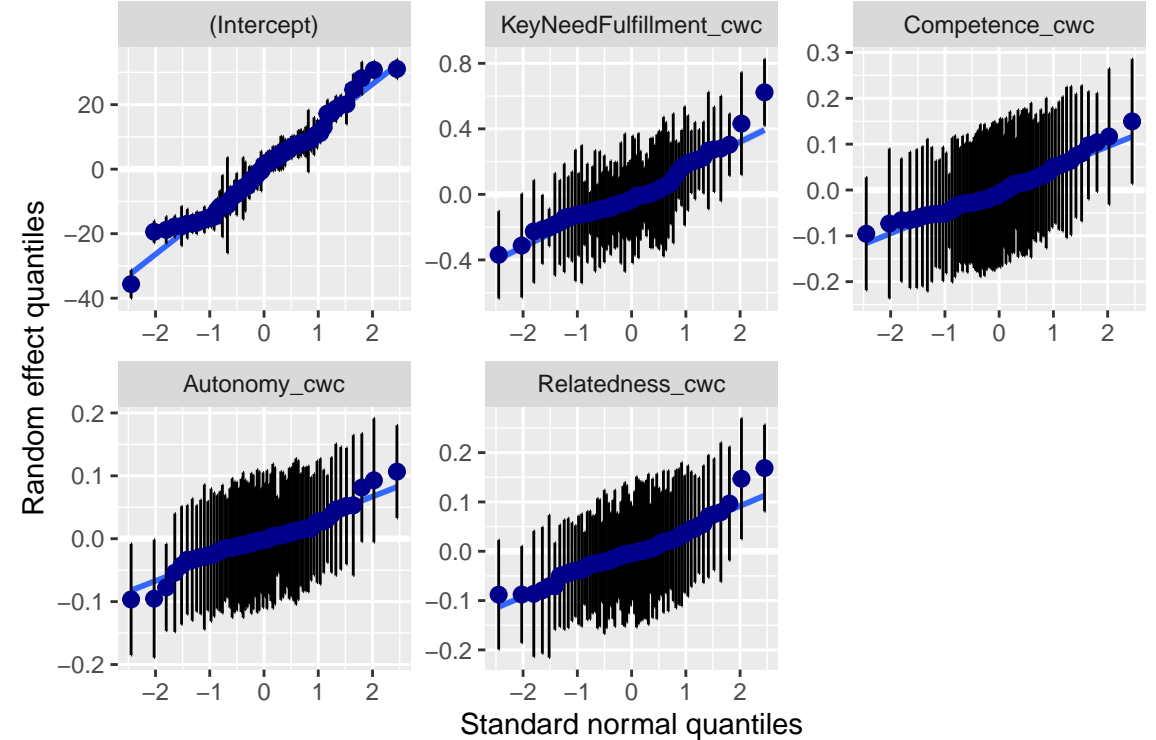 (Intercept)
KeyNeedFulfillment_cwc
Competence_cwc
20
0
−20
−40
0.8
0.4
0.0
−0.4
0.3
0.2
0.1
0.0
−0.1
−0.2
−2 −1 0 1 2
−2 −1 0 1 2
−2 −1 0 1 2
Random effect quantiles
Autonomy_cwc
Relatedness_cwc
0.2
0.1
0.0
−0.1
−0.2
0.2
0.1
0.0
−0.1
−0.2
−2 −1 0 1 2
−2 −1 0 1 2
Standard normal quantiles